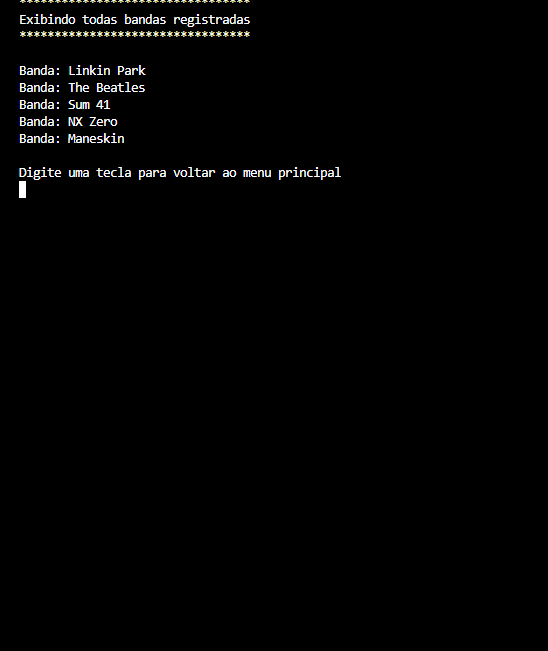 *********************************
Exibindo todas bandas registradas
*********************************
Banda: Linkin Park
Banda: The Beatles
Banda: Sum 41
Banda: NX Zero
Banda: Maneskin
Digite uma tecla para voltar ao menu principal